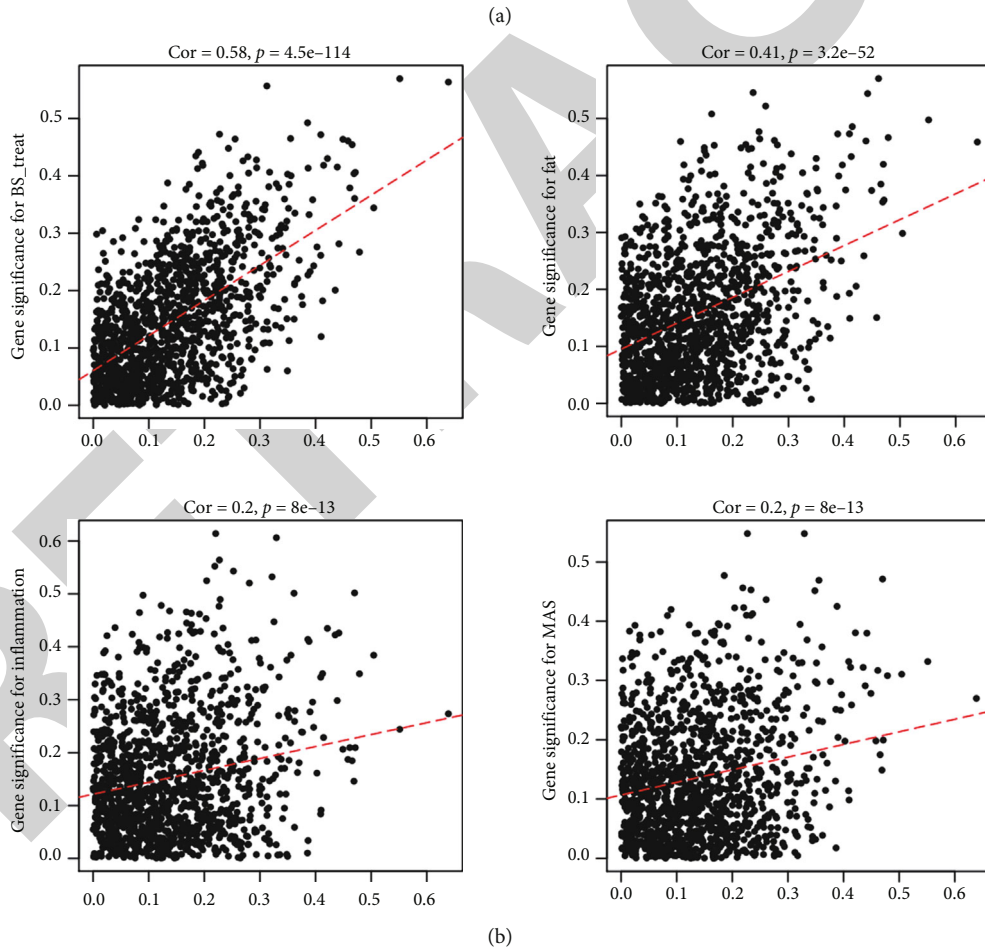 (a)
Cor = 0.58, p = 4.5e–114
Gene significance for BS_treat
0.5
0.4
0.3
0.2
0.1
0.0
0.0 0.1 0.2 0.3 0.4 0.5 0.6
Cor = 0.41, p = 3.2e–52
Gene significance for fat
0.5
0.4
0.3
0.2
0.1
0.0
0.0 0.1 0.2 0.3 0.4 0.5 0.6
Cor = 0.2, p = 8e–13
Gene significance for inflammation
0.6
0.5
0.4
0.3
0.2
0.1
0.0
0.0 0.1 0.2 0.3 0.4 0.5 0.6
Cor = 0.2, p = 8e–13
Gene significance for MAS
0.5
0.4
0.3
0.2
0.1
0.0
0.0 0.1 0.2 0.3 0.4 0.5 0.6
(b)